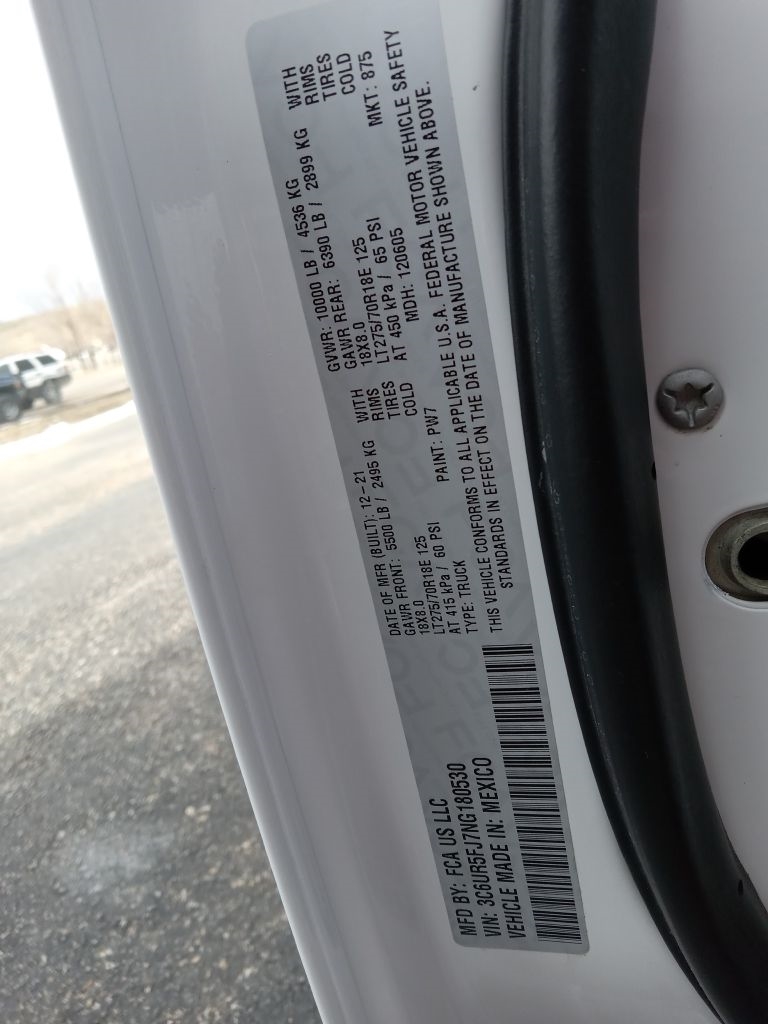 MFD BY: FCA US LLC
DATE OF MFR (BUILT): 12-21
GVWR: 10000 LB / 4536 KG
GAWR FRONT: 5500 LB / 2495 KG
WITH
GAWR REAR: 6390 LB / 2899 KG
WITH
18X8.0
RIMS
18X8.0
RIMS
LT275/70R18E 125
TIRES
LT275/70R18E 125
TIRES
AT 415 kPa / 60 PSI
COLD
AT 450 kPa / 65 PSI
COLD
VIN: 3C6UR5FJ7NG180530
TYPE: TRUCK
PAINT: PW7
MDH: 120605
MKT: 875
VEHICLE MADE IN: MEXICO
THIS VEHICLE CONFORMS TO ALL APPLICABLE U.S.A. FEDERAL MOTOR VEHICLE SAFETY
STANDARDS IN EFFECT ON THE DATE OF MANUFACTURE SHOWN ABOVE.